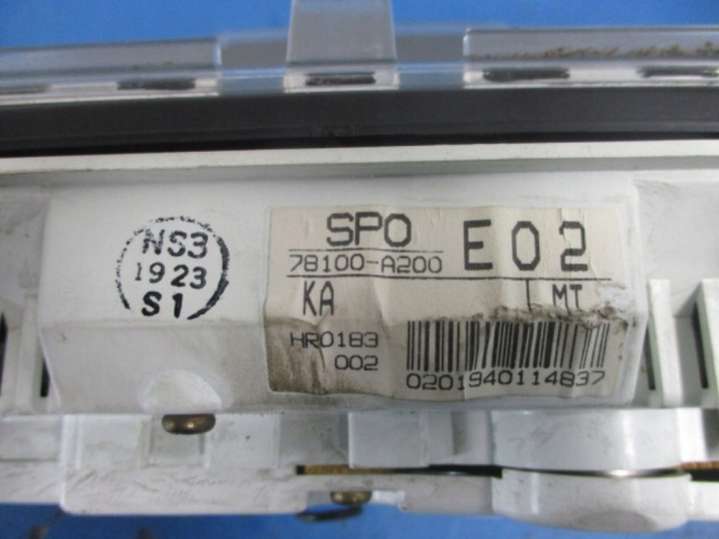 NS3
1923
S1
SPO
78100-A200
E02
KA
MT
HR0183
002
0201940114837